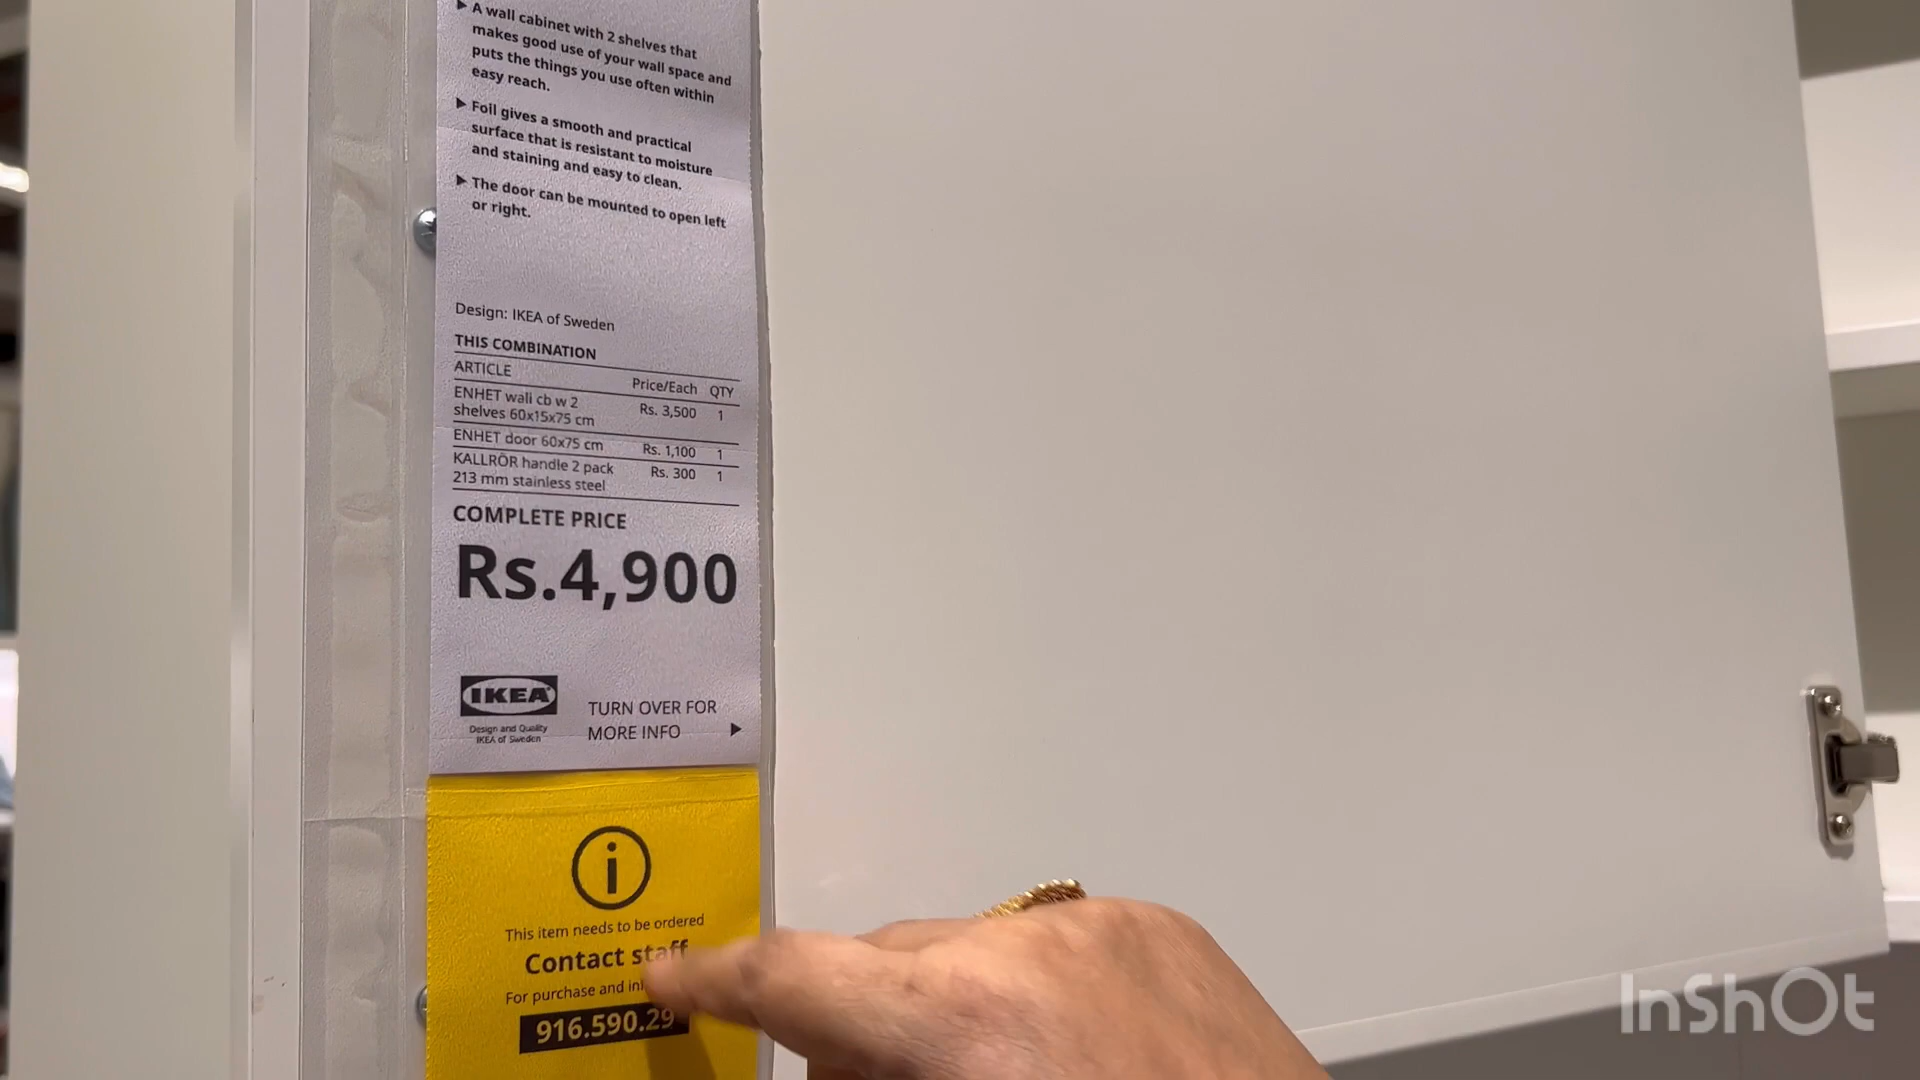 ▶ A wall cabinet with 2 shelves that
makes good use of your wall space and
puts the things you use often within
easy reach.
▶ Foil gives a smooth and practical
surface that is resistant to moisture
and staining and easy to clean.
▶ The door can be mounted to open left
or right.
Design: IKEA of Sweden
THIS COMBINATION
ARTICLE Price/Each QTY
ENHET wall cb w 2
shelves 60x15x75 cm Rs. 3,500 1
ENHET door 60x75 cm Rs. 1,100 1
KALLRÖR handle 2 pack
213 mm stainless steel Rs. 300 1
COMPLETE PRICE
Rs.4,900
IKEA
Design and Quality
IKEA of Sweden
TURN OVER FOR
MORE INFO ▶
i
This item needs to be ordered
Contact staff
For purchase and
916.590.29
InShOt